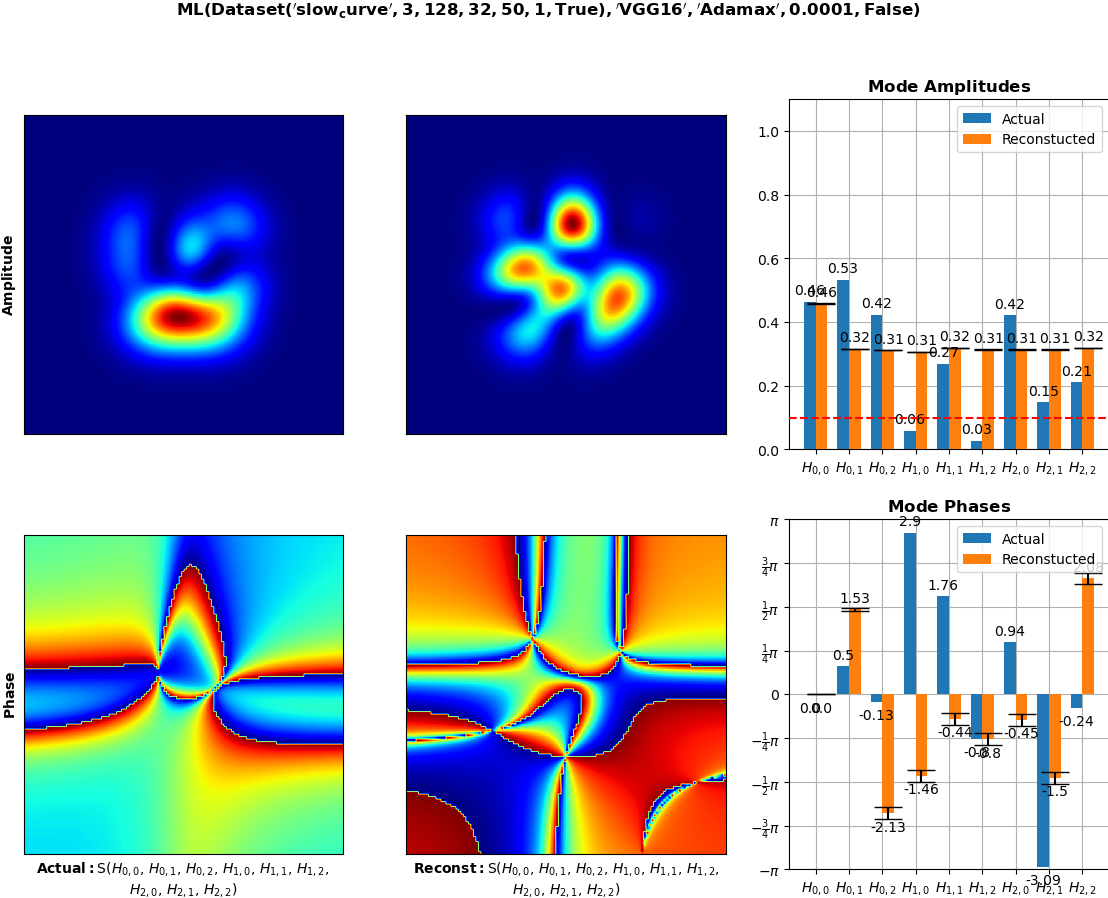 ML(Dataset('slow_curve', 3, 128, 32, 50, 1, True), 'VGG16', 'Adamax', 0.0001, False)
Amplitude
Mode Amplitudes
Actual
Reconstucted
1.0
0.8
0.6
0.4
0.2
0.0
0.46 0.53 0.42 0.06 0.27 0.03 0.42 0.15 0.21
0.46 0.32 0.31 0.31 0.32 0.31 0.31 0.31 0.32
H0,0 H0,1 H0,2 H1,0 H1,1 H1,2 H2,0 H2,1 H2,2
Phase
Actual: S(H0,0, H0,1, H0,2, H1,0, H1,1, H1,2,
H2,0, H2,1, H2,2)
Reconst: S(H0,0, H0,1, H0,2, H1,0, H1,1, H1,2,
H2,0, H2,1, H2,2)
Mode Phases
Actual
Reconstucted
π
3/4π
1/2π
1/4π
0
-1/4π
-1/2π
-3/4π
-π
0.0 0.5 -0.13 2.9 1.76 0.94 -3.09 -0.24
0.0 1.53 -2.13 -1.46 -0.44 -0.8 -0.45 -1.5 2.08
H0,0 H0,1 H0,2 H1,0 H1,1 H1,2 H2,0 H2,1 H2,2